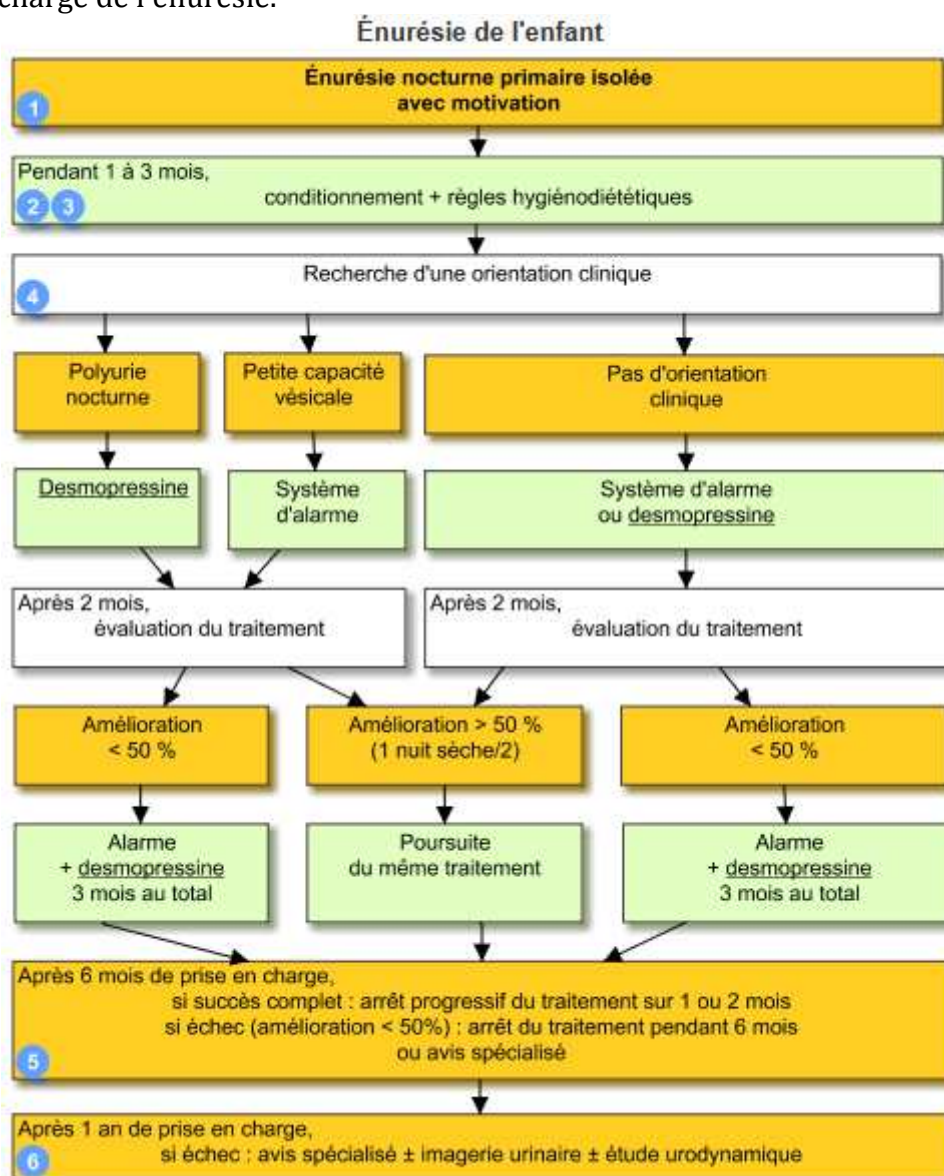 charge de l'énurésie.
Énurésie de l'enfant
Énurésie nocturne primaire isolée
avec motivation
1
Pendant 1 à 3 mois,
conditionnement + règles hygiénodiététiques
2 3
Recherche d'une orientation clinique
4
Polyurie
nocturne
Petite capacité
vésicale
Pas d'orientation
clinique
Desmopressine
Système
d'alarme
Système d'alarme
ou desmopressine
Après 2 mois,
évaluation du traitement
Après 2 mois,
évaluation du traitement
Amélioration
< 50 %
Amélioration > 50 %
(1 nuit sèche/2)
Amélioration
< 50 %
Alarme
+ desmopressine
3 mois au total
Poursuite
du même traitement
Alarme
+ desmopressine
3 mois au total
Après 6 mois de prise en charge,
si succès complet : arrêt progressif du traitement sur 1 ou 2 mois
si échec (amélioration < 50%) : arrêt du traitement pendant 6 mois
ou avis spécialisé
5
Après 1 an de prise en charge,
si échec : avis spécialisé ± imagerie urinaire ± étude urodynamique
6